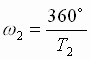 ω₂ = 360° / T₂